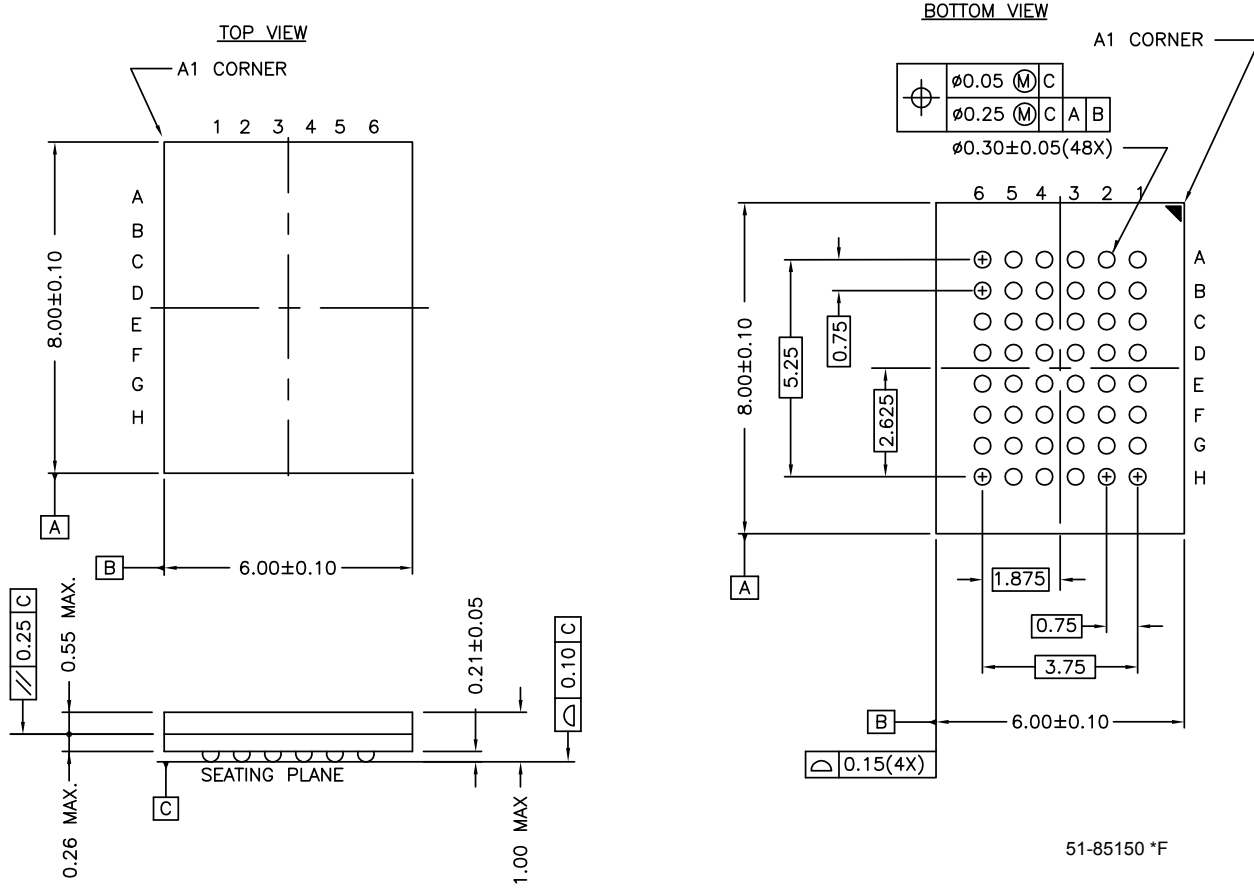 TOP VIEW
A1 CORNER
1 2 3 4 5 6
A
B
C
D
E
F
G
H
8.00±0.10
A
B
6.00±0.10
// 0.25 C
0.55 MAX.
0.26 MAX.
0.21±0.05
0.10 C
1.00 MAX
SEATING PLANE
C
BOTTOM VIEW
A1 CORNER
ø0.05 Ⓜ C
ø0.25 Ⓜ C A B
ø0.30±0.05(48X)
6 5 4 3 2 1
A
B
C
D
E
F
G
H
8.00±0.10
5.25
0.75
2.625
A
1.875
0.75
3.75
B
6.00±0.10
0.15(4X)
51-85150 *F